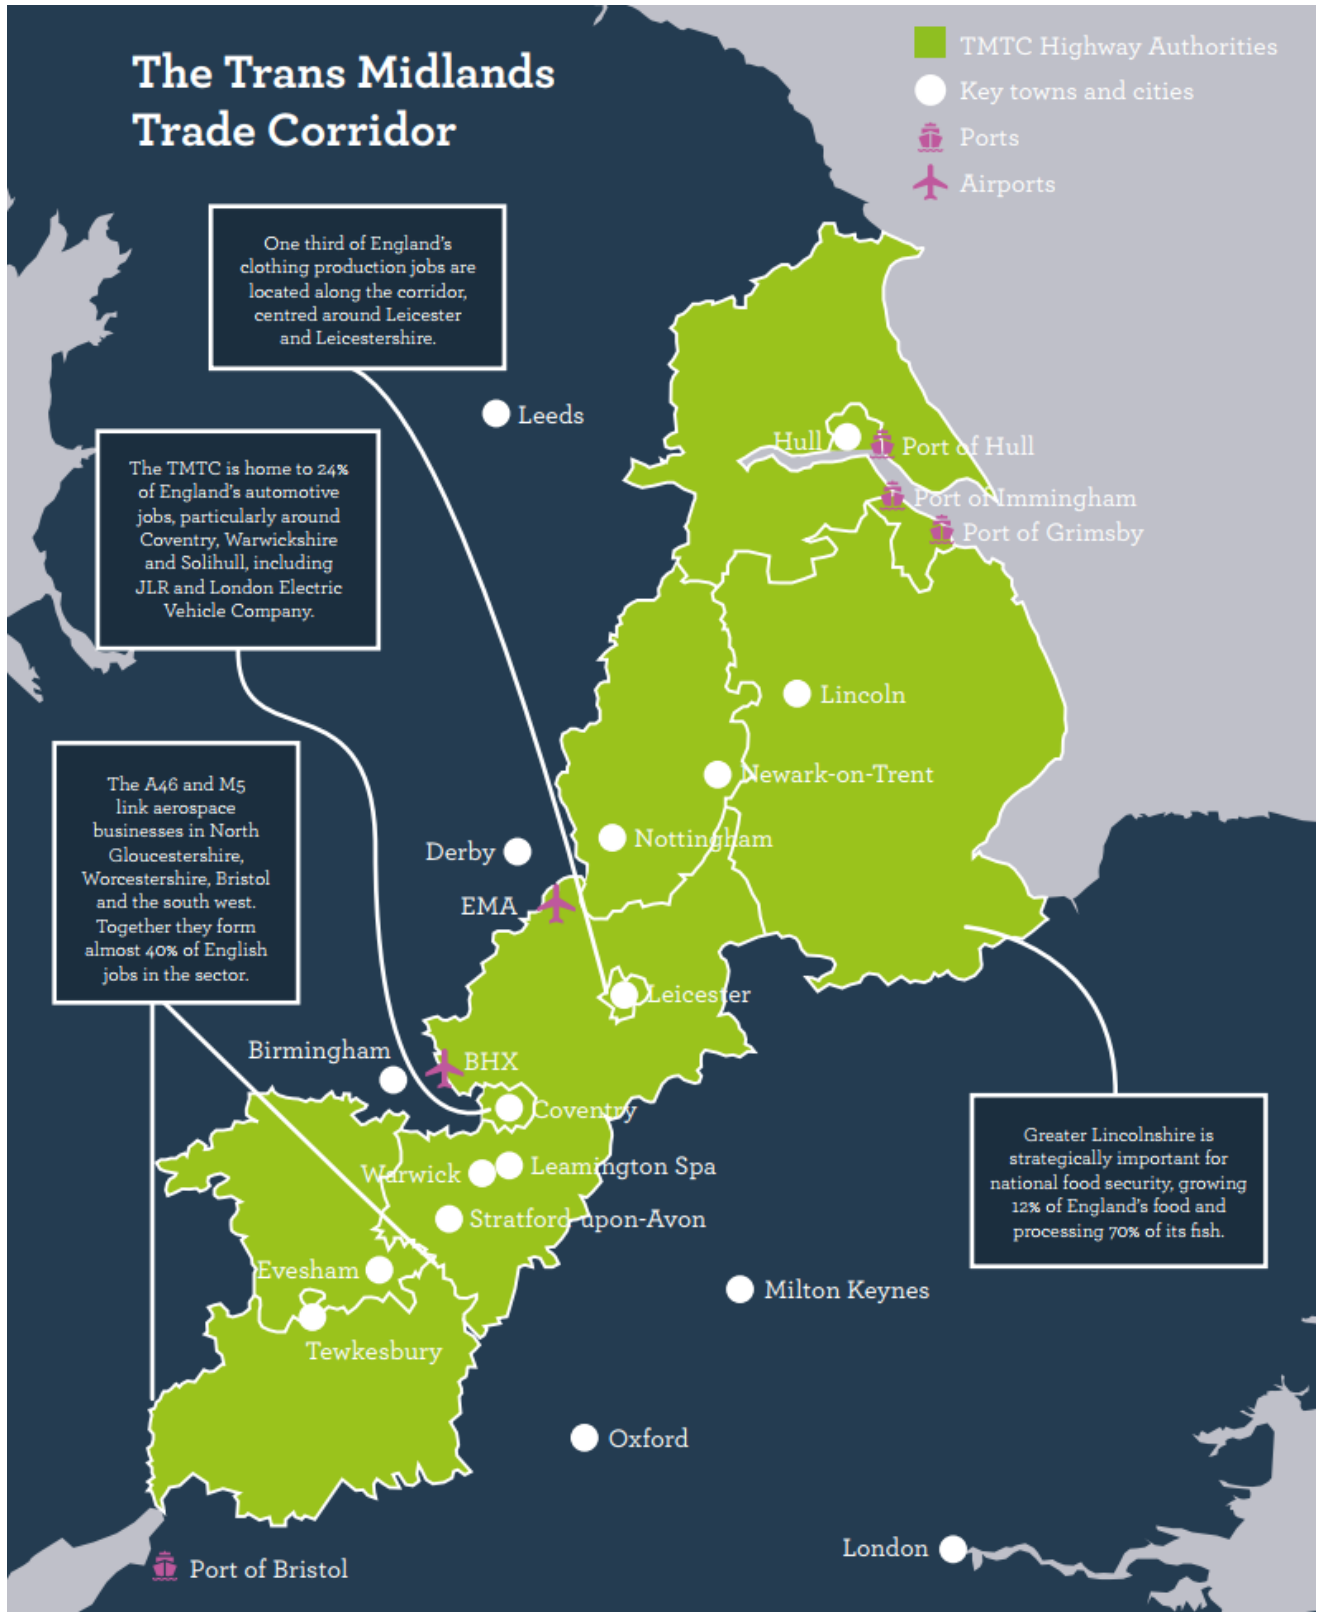 The Trans Midlands
Trade Corridor
TMTC Highway Authorities
Key towns and cities
Ports
Airports
One third of England's
clothing production jobs are
located along the corridor,
centred around Leicester
and Leicestershire.
Leeds
Hull
Port of Hull
Port of Immingham
Port of Grimsby
The TMTC is home to 24%
of England's automotive
jobs, particularly around
Coventry, Warwickshire
and Solihull, including
JLR and London Electric
Vehicle Company.
Lincoln
Newark-on-Trent
The A46 and M5
link aerospace
businesses in North
Gloucestershire,
Worcestershire, Bristol
and the south west.
Together they form
almost 40% of English
jobs in the sector.
Nottingham
Derby
EMA
Leicester
Birmingham
BHX
Coventry
Warwick
Leamington Spa
Stratford-upon-Avon
Greater Lincolnshire is
strategically important for
national food security, growing
12% of England's food and
processing 70% of its fish.
Evesham
Milton Keynes
Tewkesbury
Oxford
London
Port of Bristol